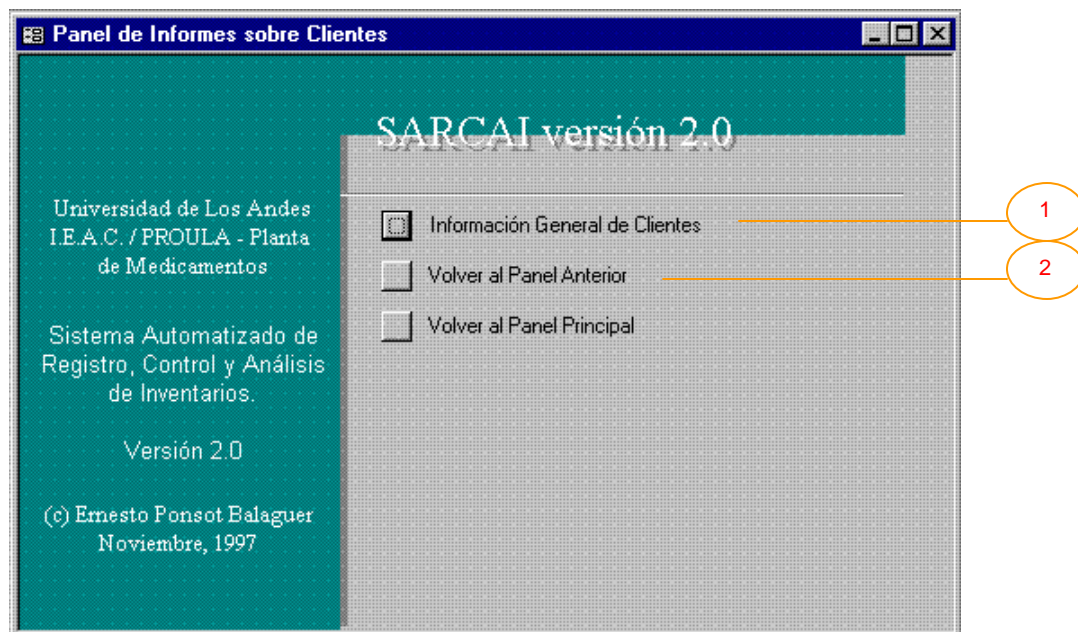 Panel de Informes sobre Clientes
SARCAI versión 2.0
Universidad de Los Andes
I.E.A.C. / PROULA - Planta
de Medicamentos
Sistema Automatizado de
Registro, Control y Análisis
de Inventarios.
Versión 2.0
(c) Ernesto Ponsot Balaguer
Noviembre, 1997
Información General de Clientes
1
Volver al Panel Anterior
2
Volver al Panel Principal